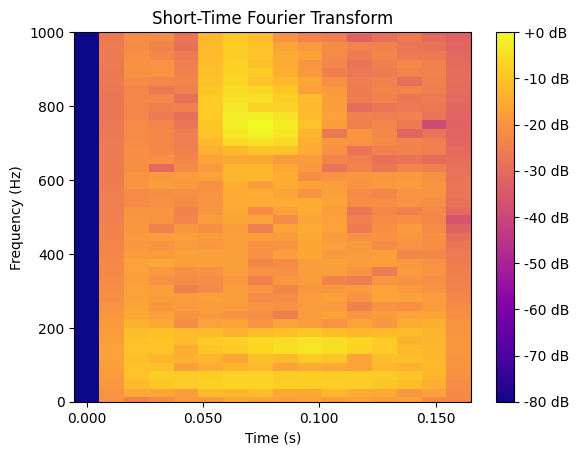 Short-Time Fourier Transform
Frequency (Hz)
1000
800
600
400
200
0
0.000
0.050
0.100
0.150
Time (s)
+0 dB
-10 dB
-20 dB
-30 dB
-40 dB
-50 dB
-60 dB
-70 dB
-80 dB